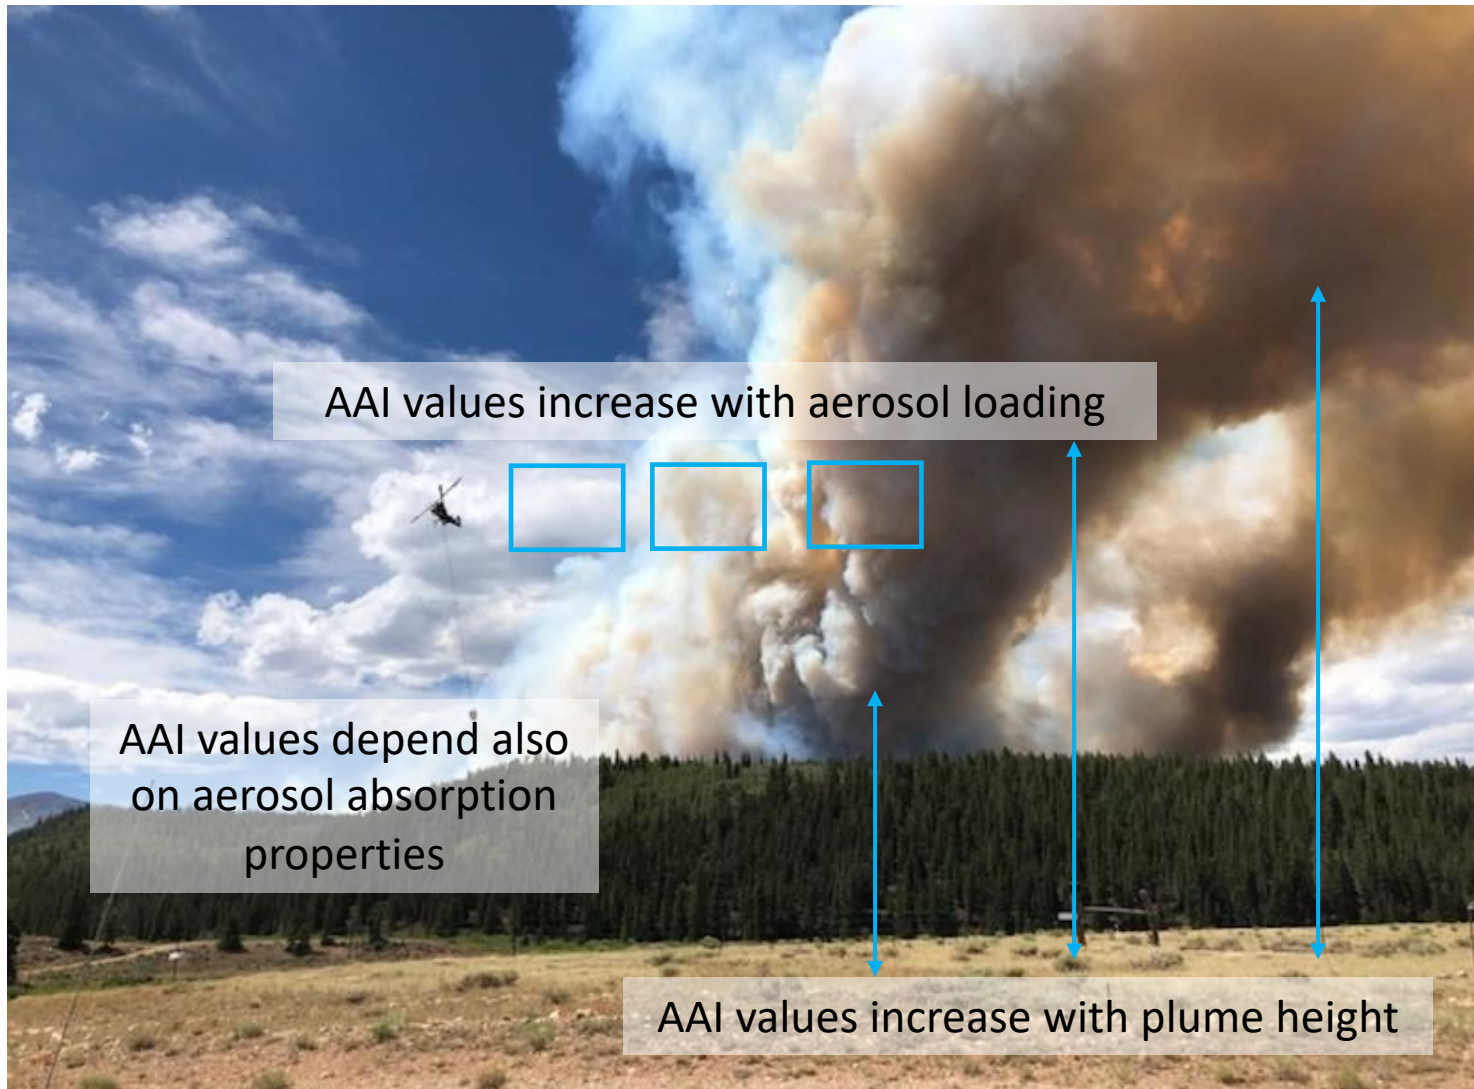 AAI values increase with aerosol loading
AAI values depend also
on aerosol absorption
properties
AAI values increase with plume height